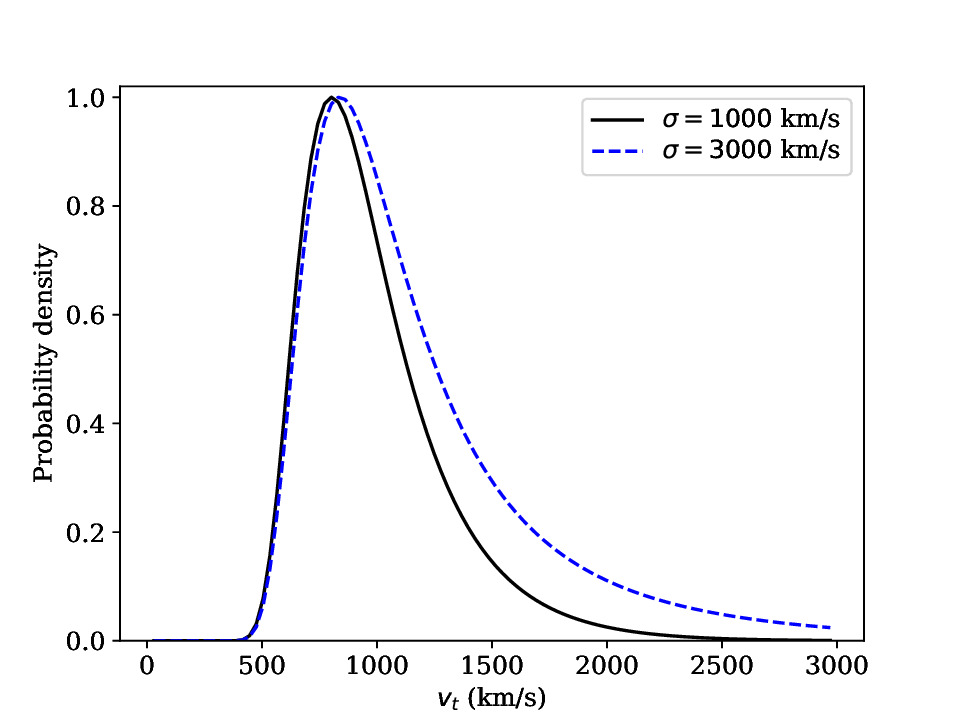 σ = 1000 km/s
σ = 3000 km/s
1.0
0.8
0.6
0.4
0.2
0.0
Probability density
0 500 1000 1500 2000 2500 3000
v_t (km/s)